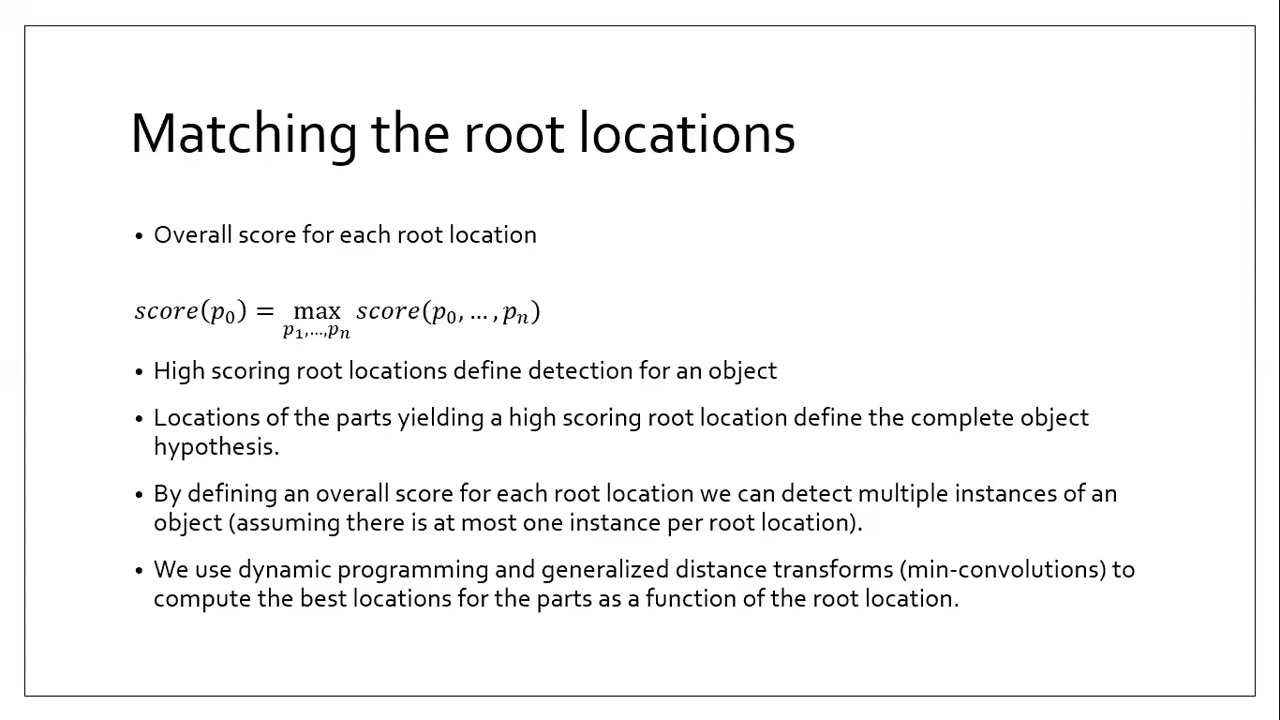 Matching the root locations
• Overall score for each root location
score(p₀) = max score(p₀, … , pₙ)
p₁,…,pₙ
• High scoring root locations define detection for an object
• Locations of the parts yielding a high scoring root location define the complete object
hypothesis.
• By defining an overall score for each root location we can detect multiple instances of an
object (assuming there is at most one instance per root location).
• We use dynamic programming and generalized distance transforms (min-convolutions) to
compute the best locations for the parts as a function of the root location.